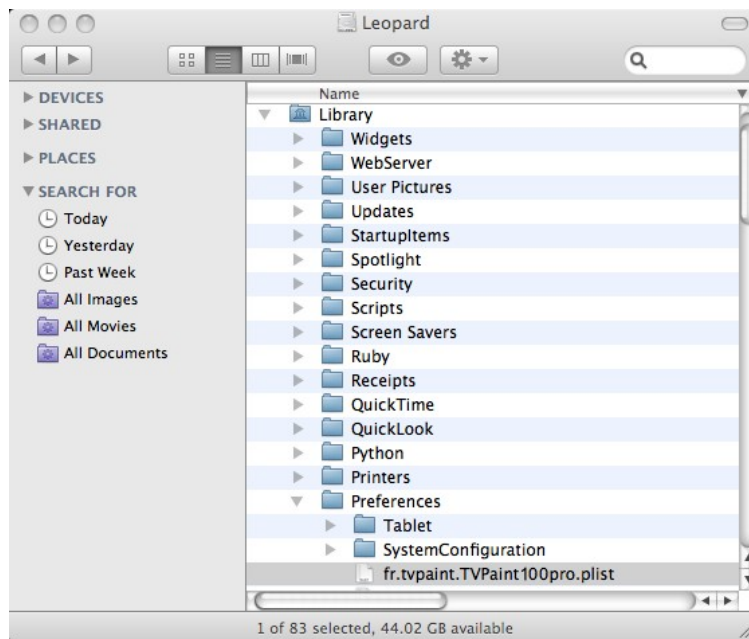 Leopard
DEVICES
SHARED
PLACES
SEARCH FOR
Today
Yesterday
Past Week
All Images
All Movies
All Documents
Name
Library
Widgets
WebServer
User Pictures
Updates
StartupItems
Spotlight
Security
Scripts
Screen Savers
Ruby
Receipts
QuickTime
QuickLook
Python
Printers
Preferences
Tablet
SystemConfiguration
fr.tvpaint.TVPaint100pro.plist
1 of 83 selected, 44.02 GB available